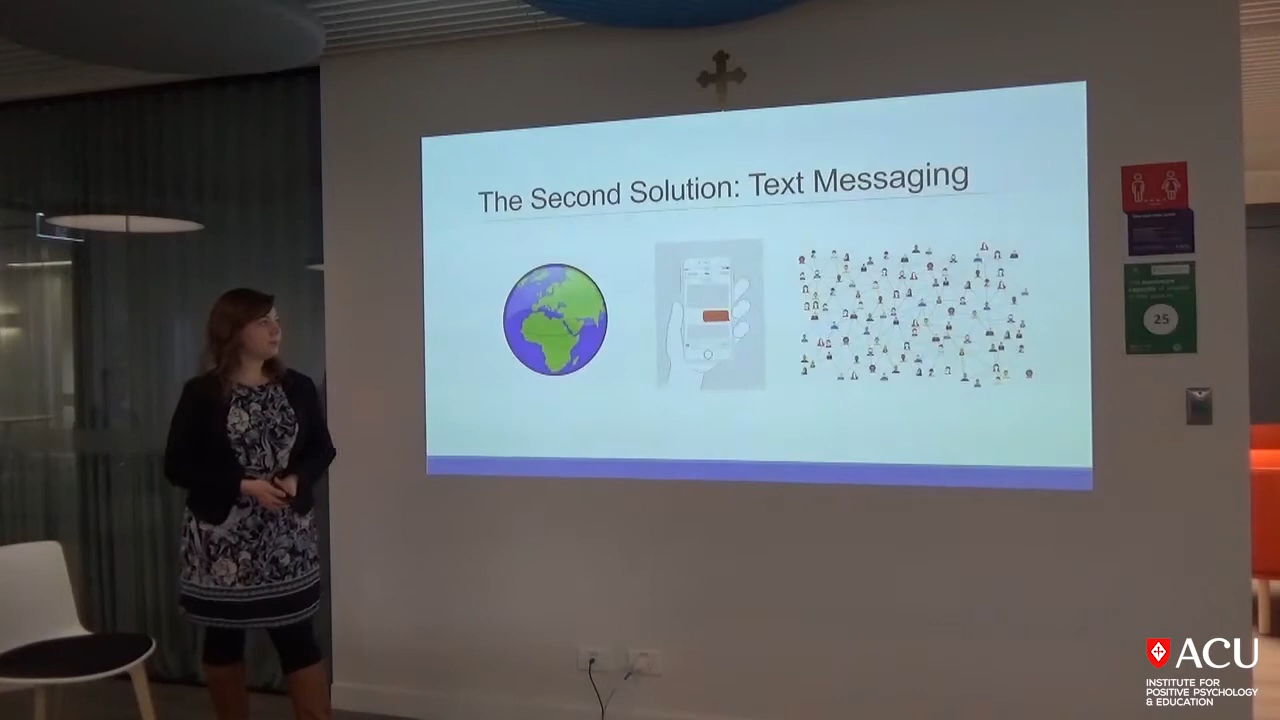 The Second Solution: Text Messaging
25
ACU
INSTITUTE FOR
POSITIVE PSYCHOLOGY
& EDUCATION